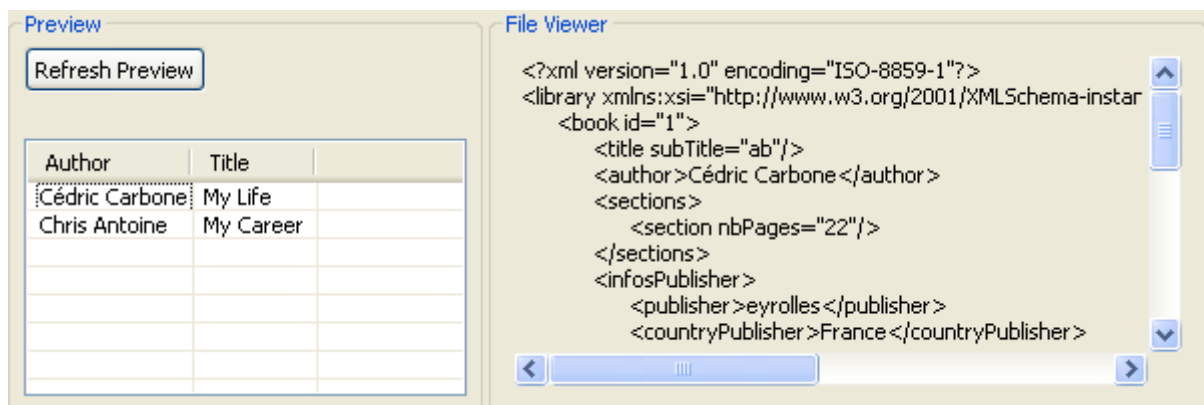 Preview
Refresh Preview
Author Title
Cédric Carbone My Life
Chris Antoine My Career
File Viewer
<?xml version="1.0" encoding="ISO-8859-1"?>
<library xmlns:xsi="http://www.w3.org/2001/XMLSchema-instar
<book id="1">
<title subTitle="ab"/>
<author>Cédric Carbone</author>
<sections>
<section nbPages="22"/>
</sections>
<infosPublisher>
<publisher>eyrolles</publisher>
<countryPublisher>France</countryPublisher>